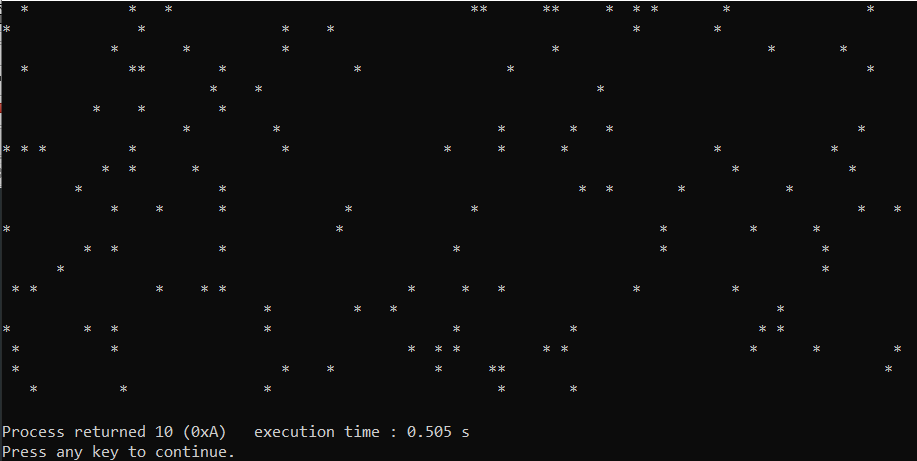 Process returned 10 (0xA)   execution time : 0.505 s
Press any key to continue.